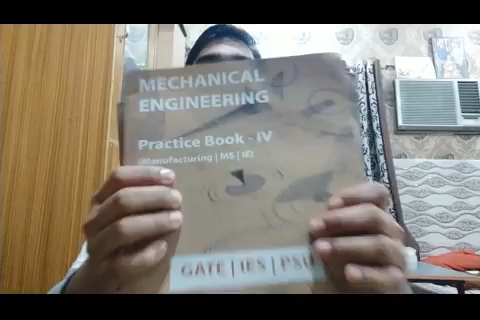 MECHANICAL
ENGINEERING
Practice Book - IV
(Manufacturing | MS | IE)
GATE | IES | PSU